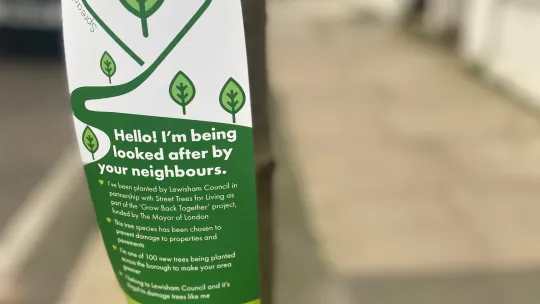 Spread
Hello! I'm being
looked after by
your neighbours.
I've been planted by Lewisham Council in
partnership with Street Trees for Living as
part of the 'Grow Back Together' project,
funded by The Mayor of London
This tree species has been chosen to
prevent damage to properties and
pavements
I'm one of 100 new trees being planted
across the borough to make your area
greener
I belong to Lewisham Council and it's
illegal to damage trees like me